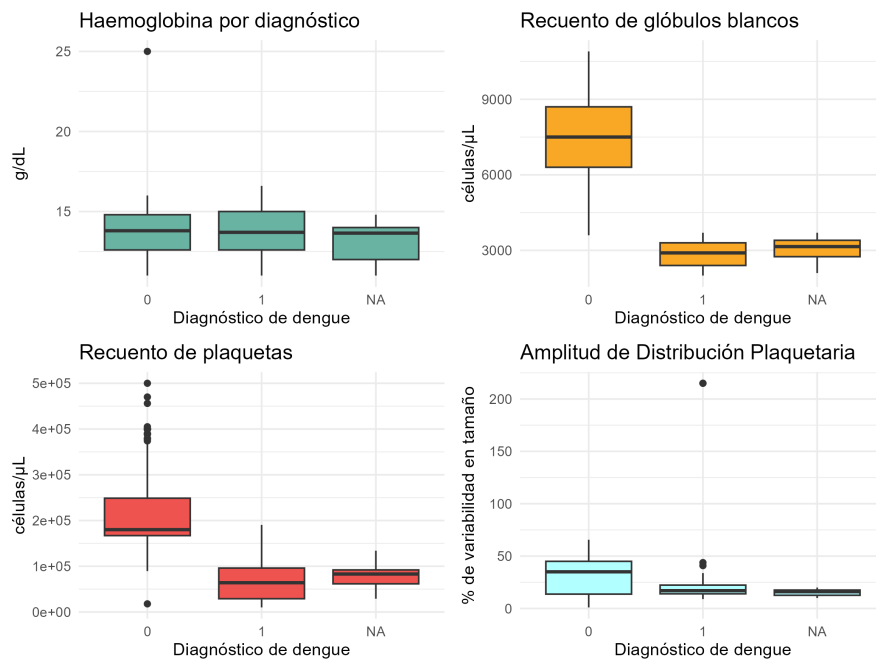 Haemoglobina por diagnóstico
g/dL
25
20
15
0
1
NA
Diagnóstico de dengue
Recuento de glóbulos blancos
células/µL
9000
6000
3000
0
1
NA
Diagnóstico de dengue
Recuento de plaquetas
células/µL
5e+05
4e+05
3e+05
2e+05
1e+05
0e+00
0
1
NA
Diagnóstico de dengue
Amplitud de Distribución Plaquetaria
% de variabilidad en tamaño
200
150
100
50
0
0
1
NA
Diagnóstico de dengue